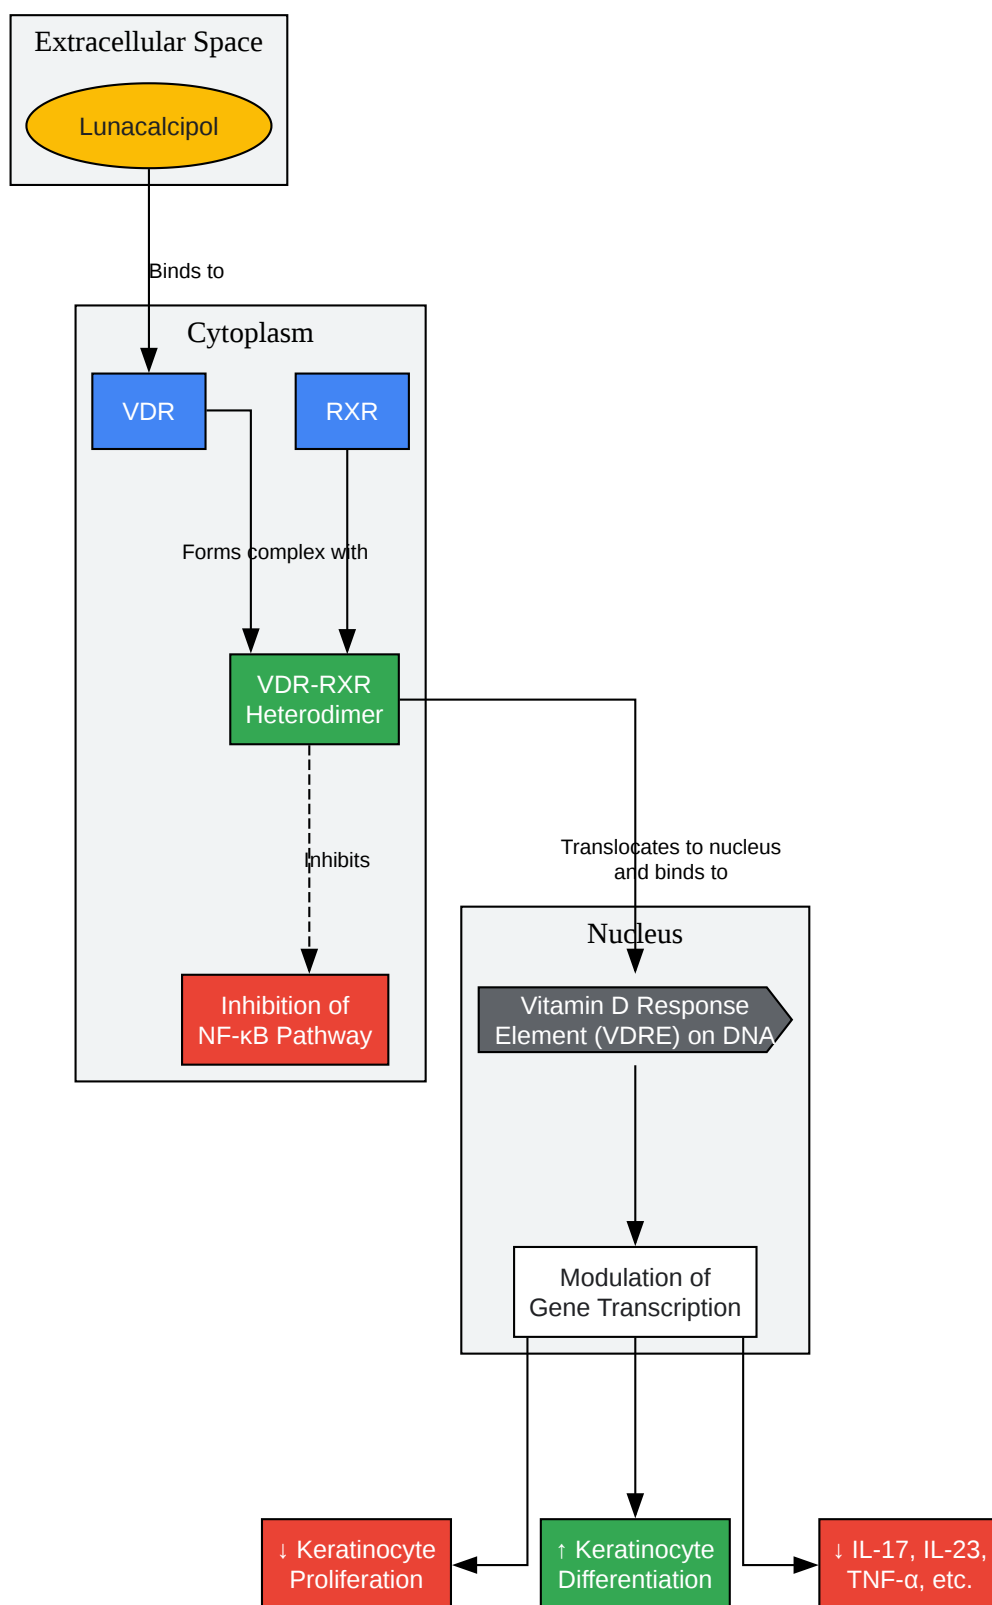 Extracellular Space
Lunacalcipol
Binds to
Cytoplasm
VDR
RXR
Forms complex with
VDR-RXR
Heterodimer
Inhibits
Translocates to nucleus
and binds to
Nucleus
Inhibition of
NF-κB Pathway
Vitamin D Response
Element (VDRE) on DNA
Modulation of
Gene Transcription
↓ Keratinocyte
Proliferation
↑ Keratinocyte
Differentiation
↓ IL-17, IL-23,
TNF-α, etc.